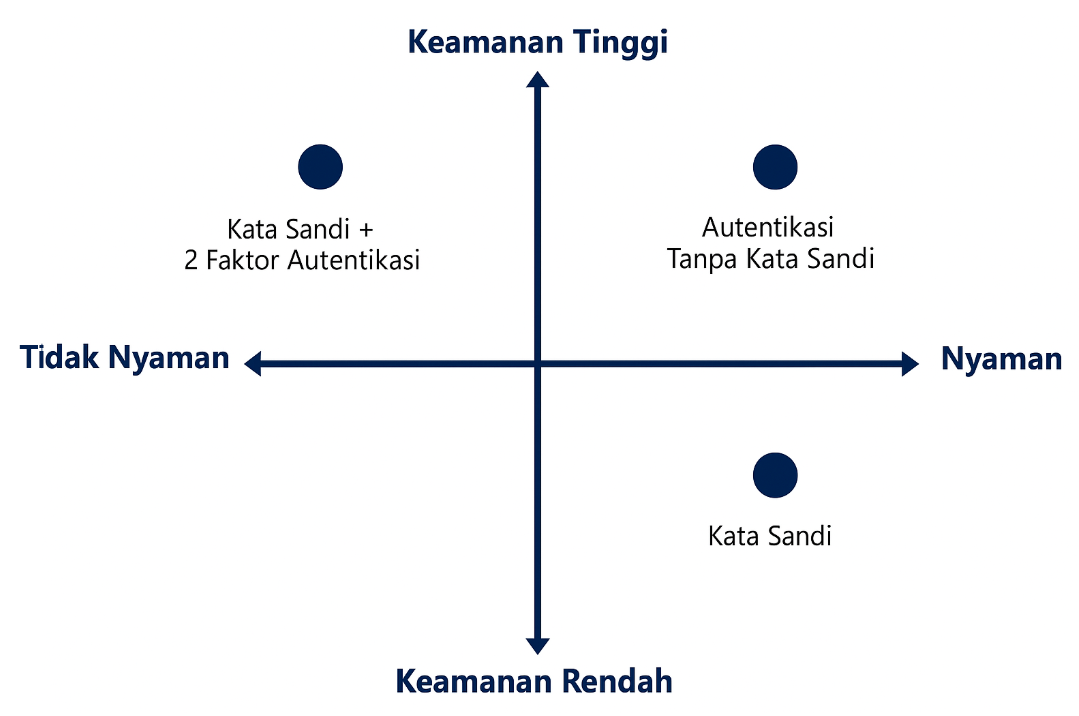 Keamanan Tinggi
Kata Sandi +
2 Faktor Autentikasi
Autentikasi
Tanpa Kata Sandi
Tidak Nyaman
Nyaman
Kata Sandi
Keamanan Rendah